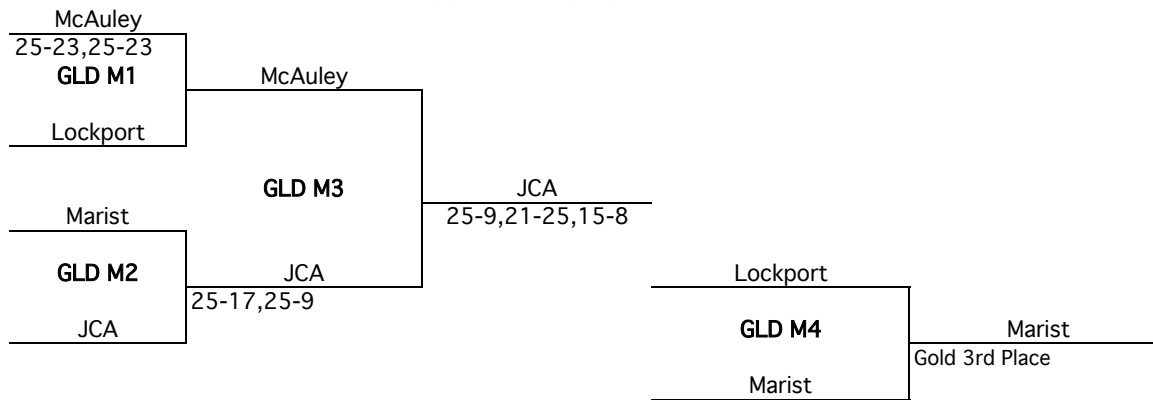 McAuley
25-23,25-23
GLD M1
McAuley
Lockport
GLD M3
JCA
25-9,21-25,15-8
Marist
GLD M2
JCA
25-17,25-9
JCA
Lockport
GLD M4
Marist
Gold 3rd Place
Marist